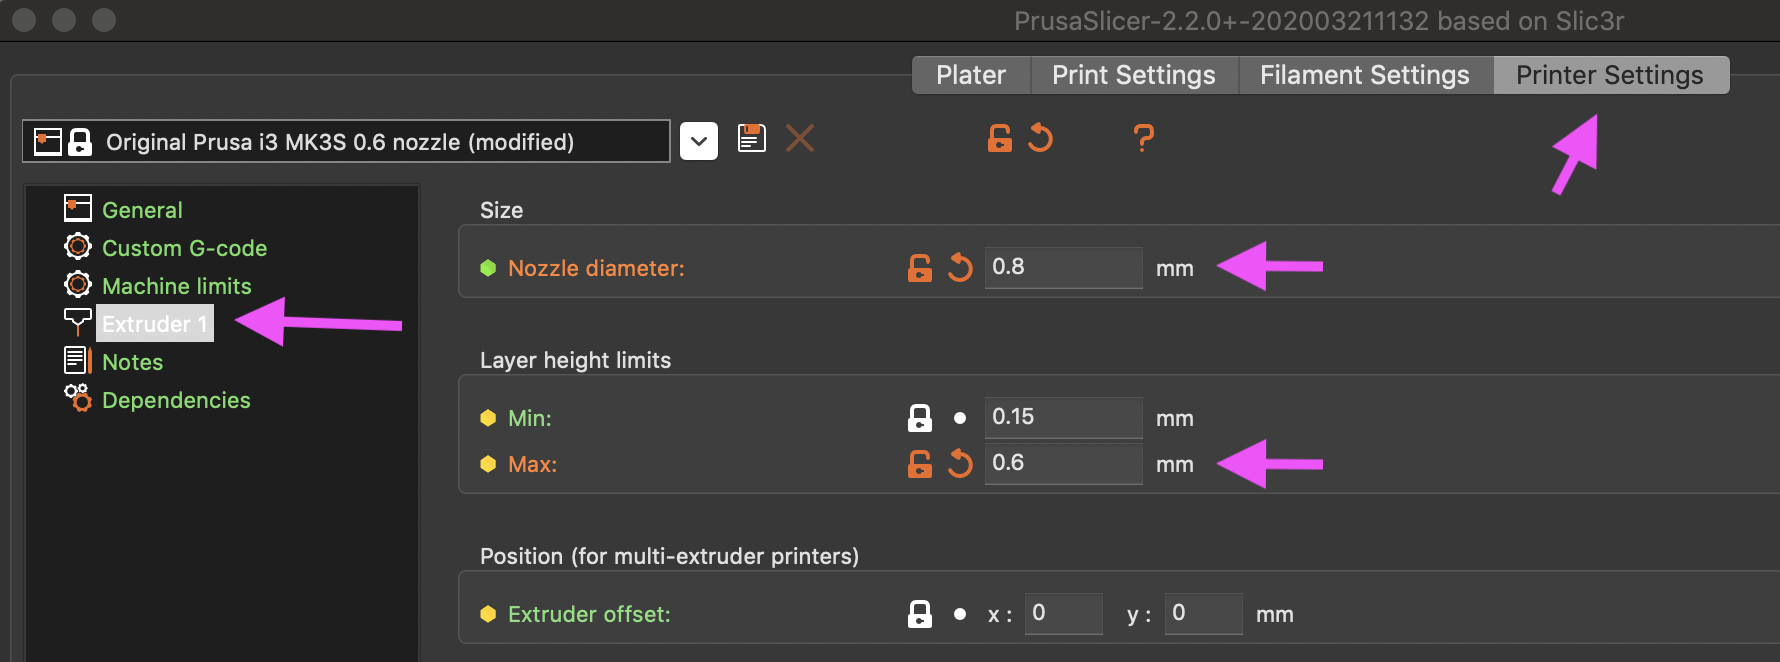 PrusaSlicer-2.2.0+-202003211132 based on Slic3r
Plater Print Settings Filament Settings Printer Settings
Original Prusa i3 MK3S 0.6 nozzle (modified)
?
General
Custom G-code
Machine limits
Extruder 1
Notes
Dependencies
Size
Nozzle diameter: 0.8 mm
Layer height limits
Min: 0.15 mm
Max: 0.6 mm
Position (for multi-extruder printers)
Extruder offset: x : 0 y : 0 mm